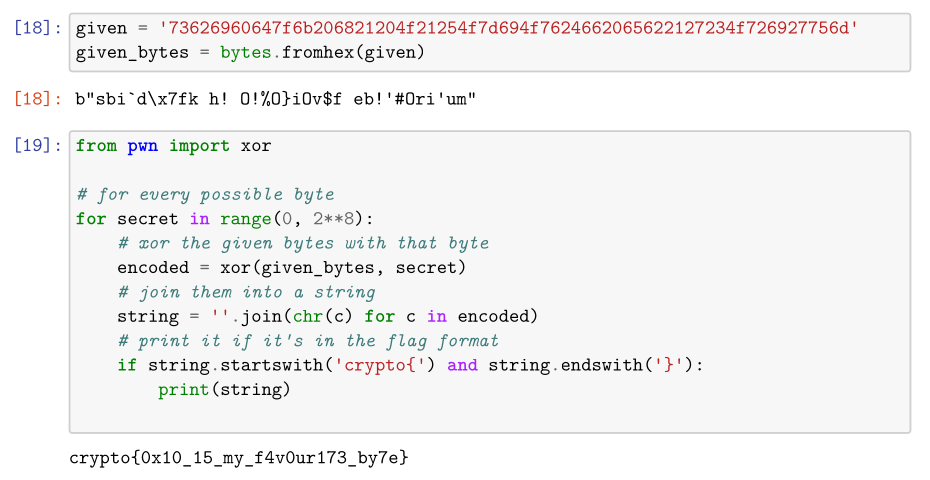 [18]: given = '73626960647f6b206821204f21254f7d694f7624662065622127234f726927756d'
given_bytes = bytes.fromhex(given)
[18]: b"sbi`d\x7fk h! O!%O}iOv$f eb!'#Ori'um"
[19]: from pwn import xor
# for every possible byte
for secret in range(0, 2**8):
# xor the given bytes with that byte
encoded = xor(given_bytes, secret)
# join them into a string
string = ''.join(chr(c) for c in encoded)
# print it if it's in the flag format
if string.startswith('crypto{') and string.endswith('}'):
print(string)
crypto{0x10_15_my_f4v0ur173_by7e}